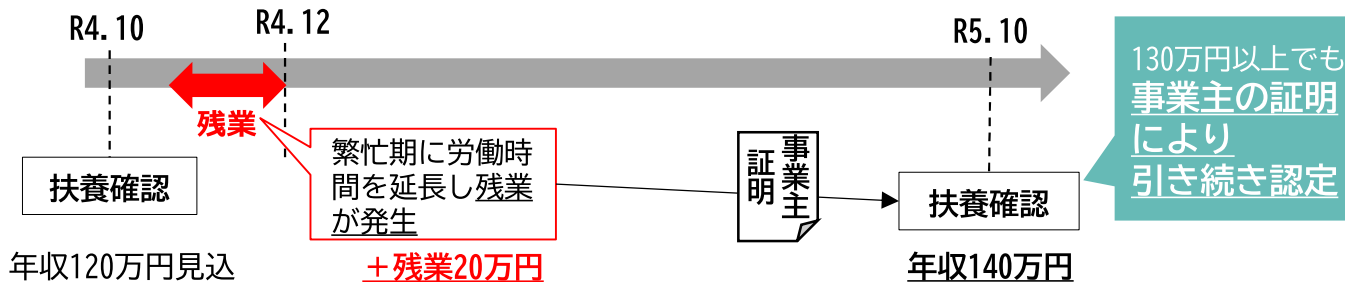 R4.10
R4.12
R5.10
残業
扶養確認
年収120万円見込
繁忙期に労働時
間を延長し残業
が発生
＋残業20万円
事業主
証明
扶養確認
年収140万円
130万円以上でも
事業主の証明
により
引き続き認定